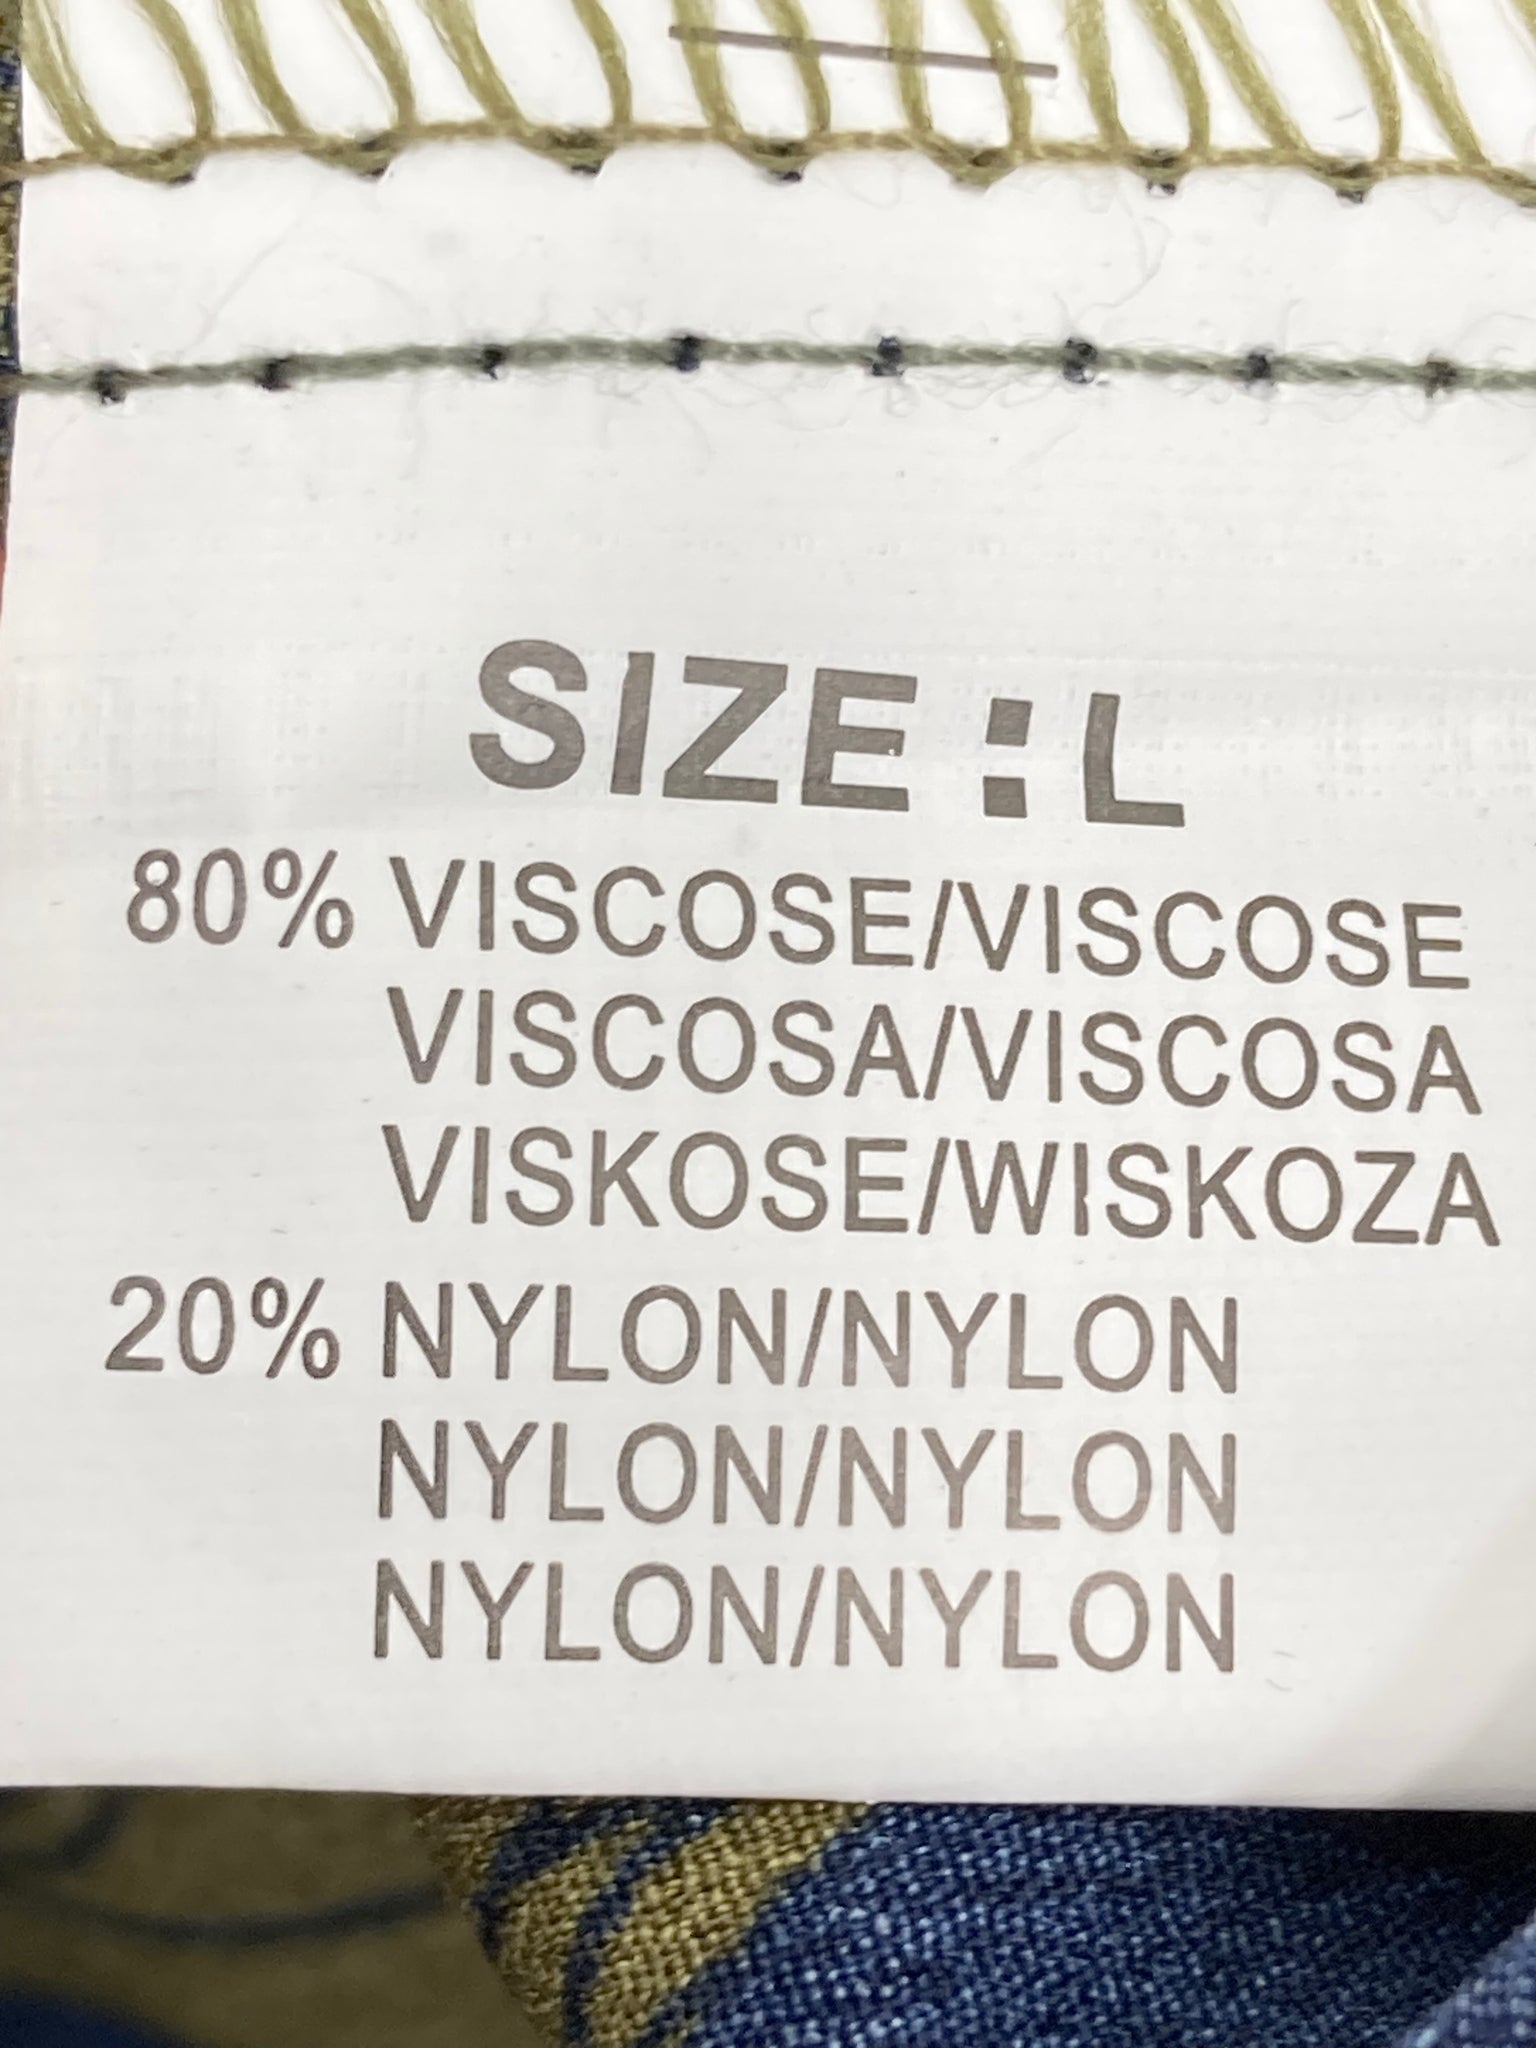 SIZE : L
80% VISCOSE/VISCOSE
VISCOSA/VISCOSA
VISKOSE/WISKOZA
20% NYLON/NYLON
NYLON/NYLON
NYLON/NYLON